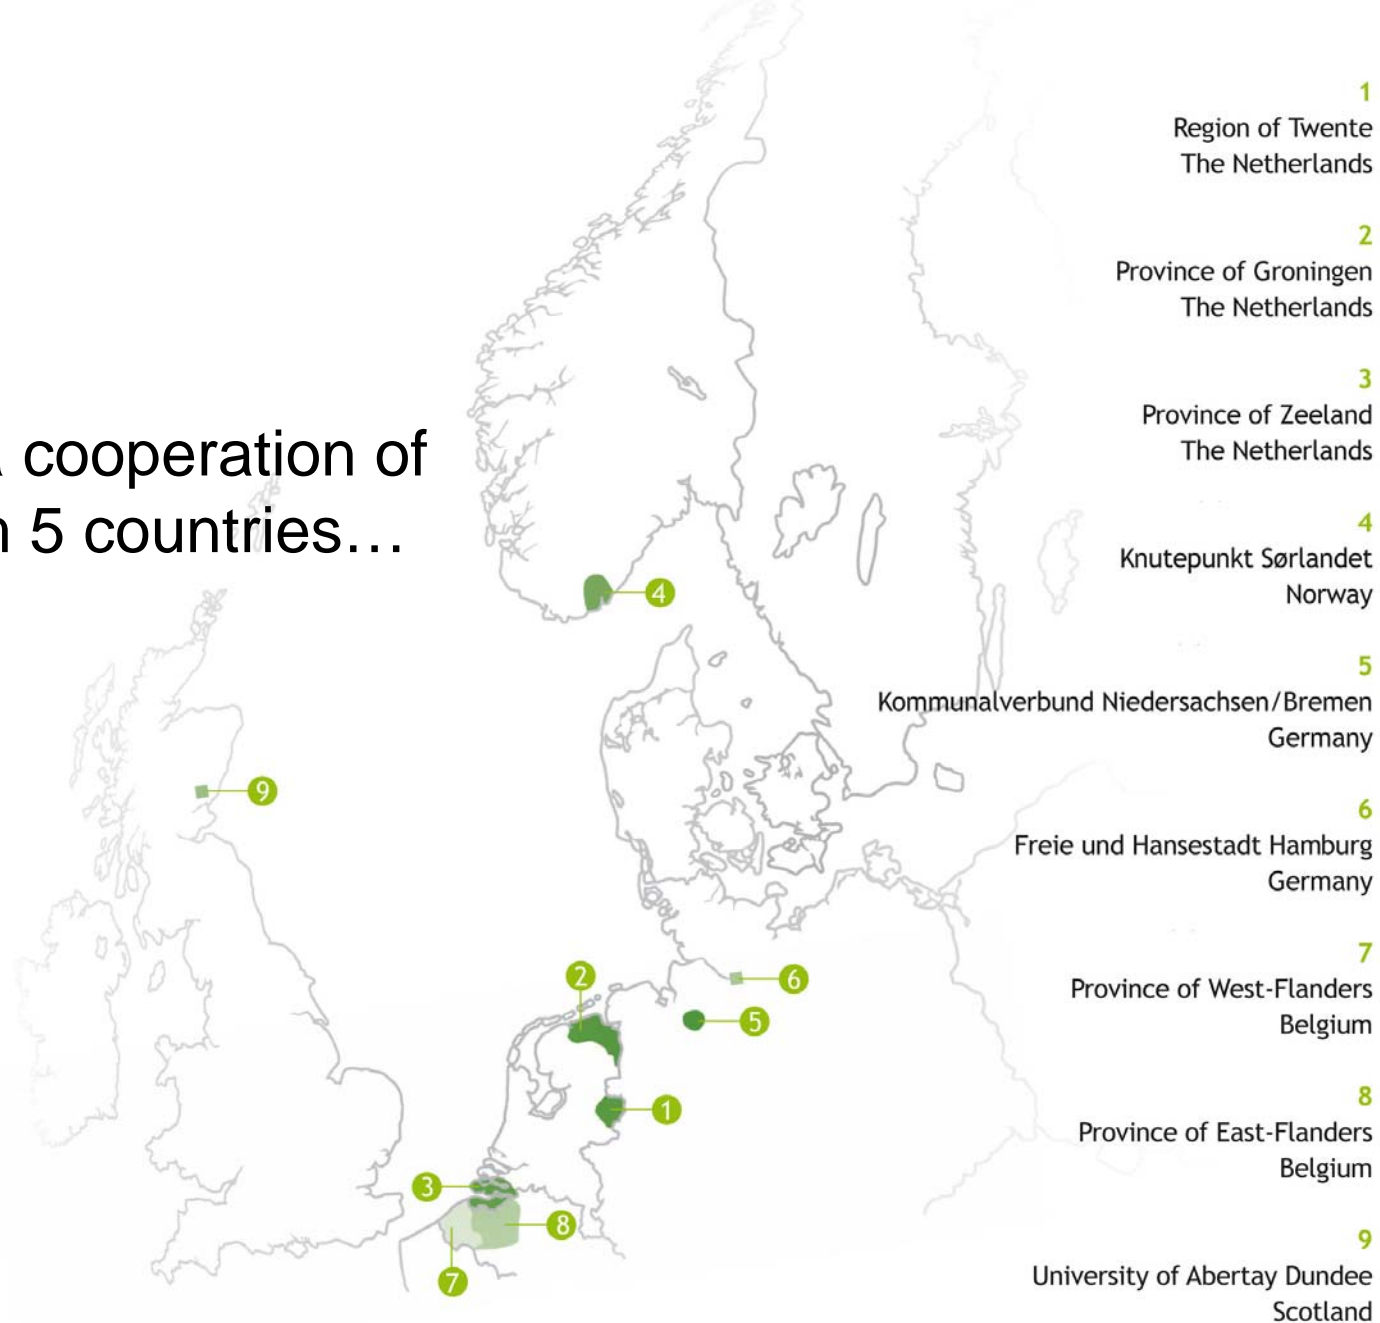 cooperation of
5 countries…
1
Region of Twente
The Netherlands
2
Province of Groningen
The Netherlands
3
Province of Zeeland
The Netherlands
4
Knutepunkt Sørlandet
Norway
5
Kommunalverbund Niedersachsen/Bremen
Germany
6
Freie und Hansestadt Hamburg
Germany
7
Province of West-Flanders
Belgium
8
Province of East-Flanders
Belgium
9
University of Abertay Dundee
Scotland
4
9
2
6
5
1
3
8
7